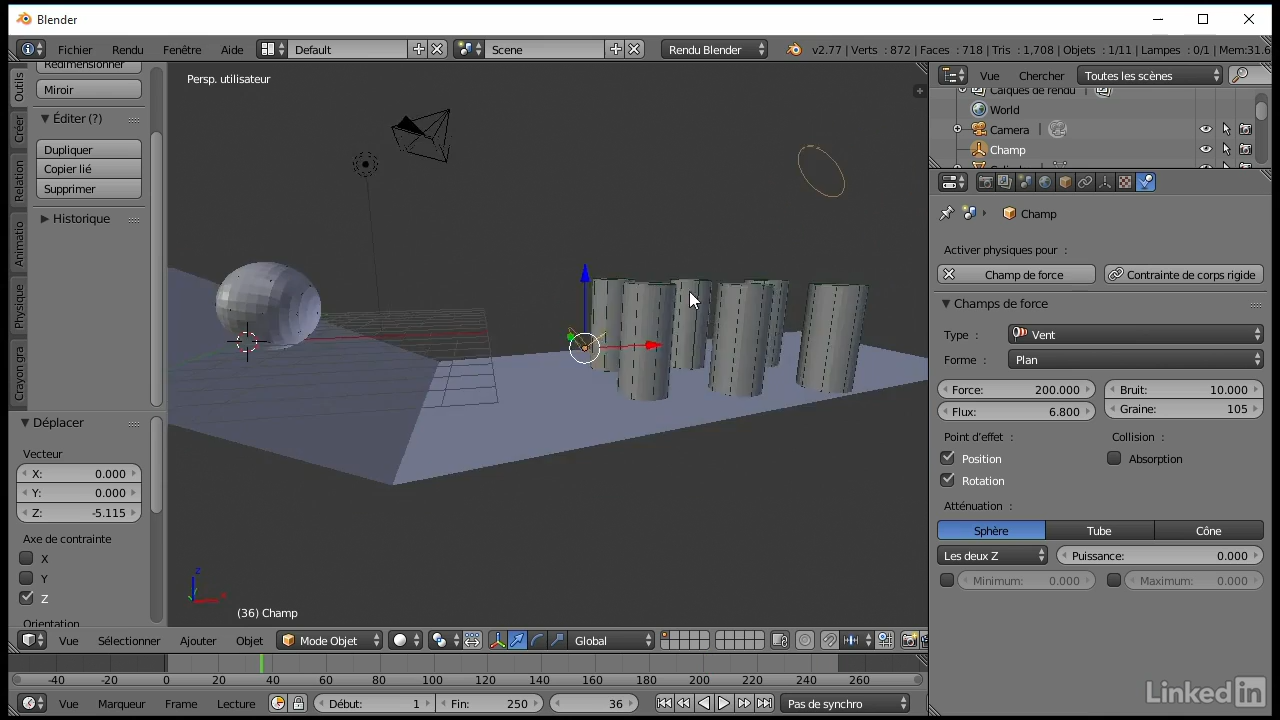 Blender
Fichier Rendu Fenêtre Aide Default Scene Rendu Blender v2.77 | Verts : 872 | Faces : 718 | Tris : 1,708 | Objets : 1/11 | Lampes : 0/1 | Mem:31.6
Persp. utilisateur
Vue Chercher Toutes les scènes
Calques de rendu
World
Camera
Champ
Outils
Créer
Relation
Animatio
Physique
Crayon gra
Redimensionner
Miroir
Éditer (?)
Dupliquer
Copier lié
Supprimer
Historique
Déplacer
Vecteur
X: 0.000
Y: 0.000
Z: -5.115
Axe de contrainte
X
Y
Z
Orientation
z
x
(36) Champ
Champ
Activer physiques pour :
Champ de force Contrainte de corps rigide
Champs de force
Type : Vent
Forme : Plan
Force: 200.000 Bruit: 10.000
Flux: 6.800 Graine: 105
Point d'effet : Collision :
Position Absorption
Rotation
Atténuation :
Sphère Tube Cône
Les deux Z Puissance: 0.000
Minimum: 0.000 Maximum: 0.000
Vue Sélectionner Ajouter Objet Mode Objet Global
-40 -20 0 20 40 60 80 100 120 140 160 180 200 220 240 260
Vue Marqueur Frame Lecture Début: 1 Fin: 250 36 Pas de synchro
Linked in